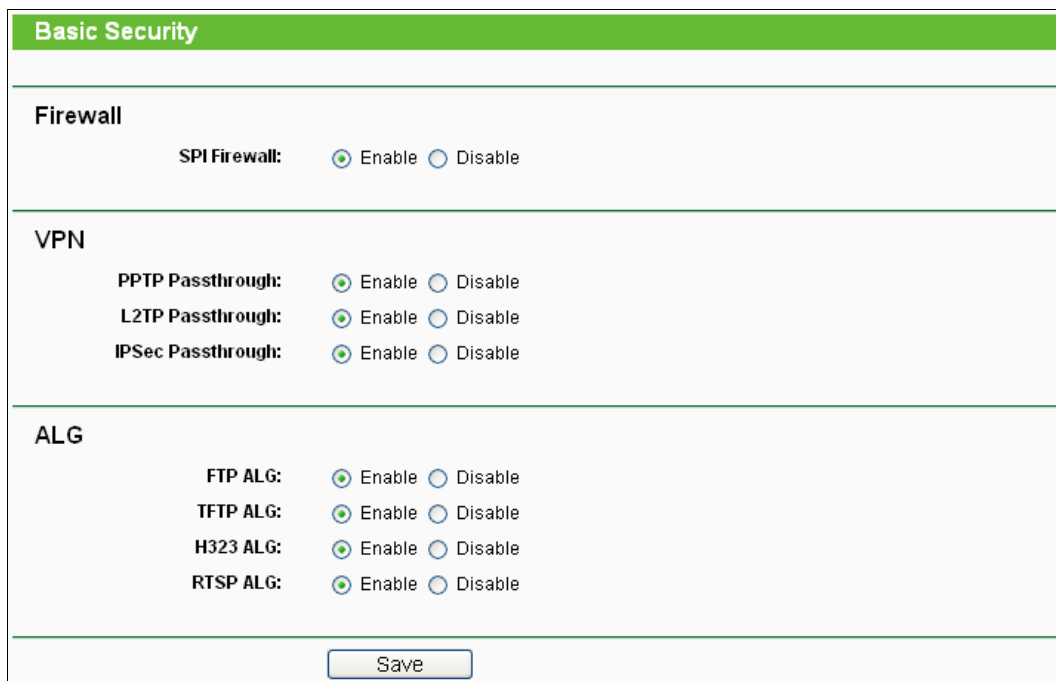 Basic Security
Firewall
SPI Firewall: Enable Disable
VPN
PPTP Passthrough: Enable Disable
L2TP Passthrough: Enable Disable
IPSec Passthrough: Enable Disable
ALG
FTP ALG: Enable Disable
TFTP ALG: Enable Disable
H323 ALG: Enable Disable
RTSP ALG: Enable Disable
Save